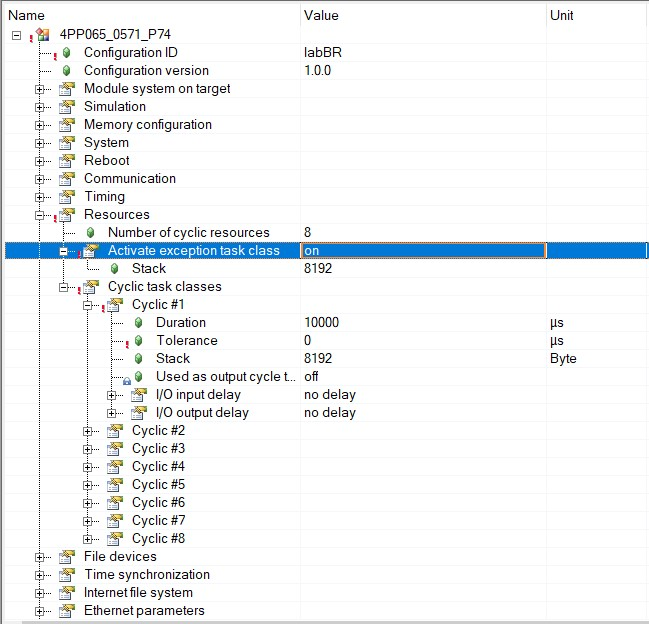 Name Value Unit
4PP065_0571_P74
Configuration ID labBR
Configuration version 1.0.0
Module system on target
Simulation
Memory configuration
System
Reboot
Communication
Timing
Resources
Number of cyclic resources 8
Activate exception task class on
Stack 8192
Cyclic task classes
Cyclic #1
Duration 10000 µs
Tolerance 0 µs
Stack 8192 Byte
Used as output cycle t... off
I/O input delay no delay
I/O output delay no delay
Cyclic #2
Cyclic #3
Cyclic #4
Cyclic #5
Cyclic #6
Cyclic #7
Cyclic #8
File devices
Time synchronization
Internet file system
Ethernet parameters